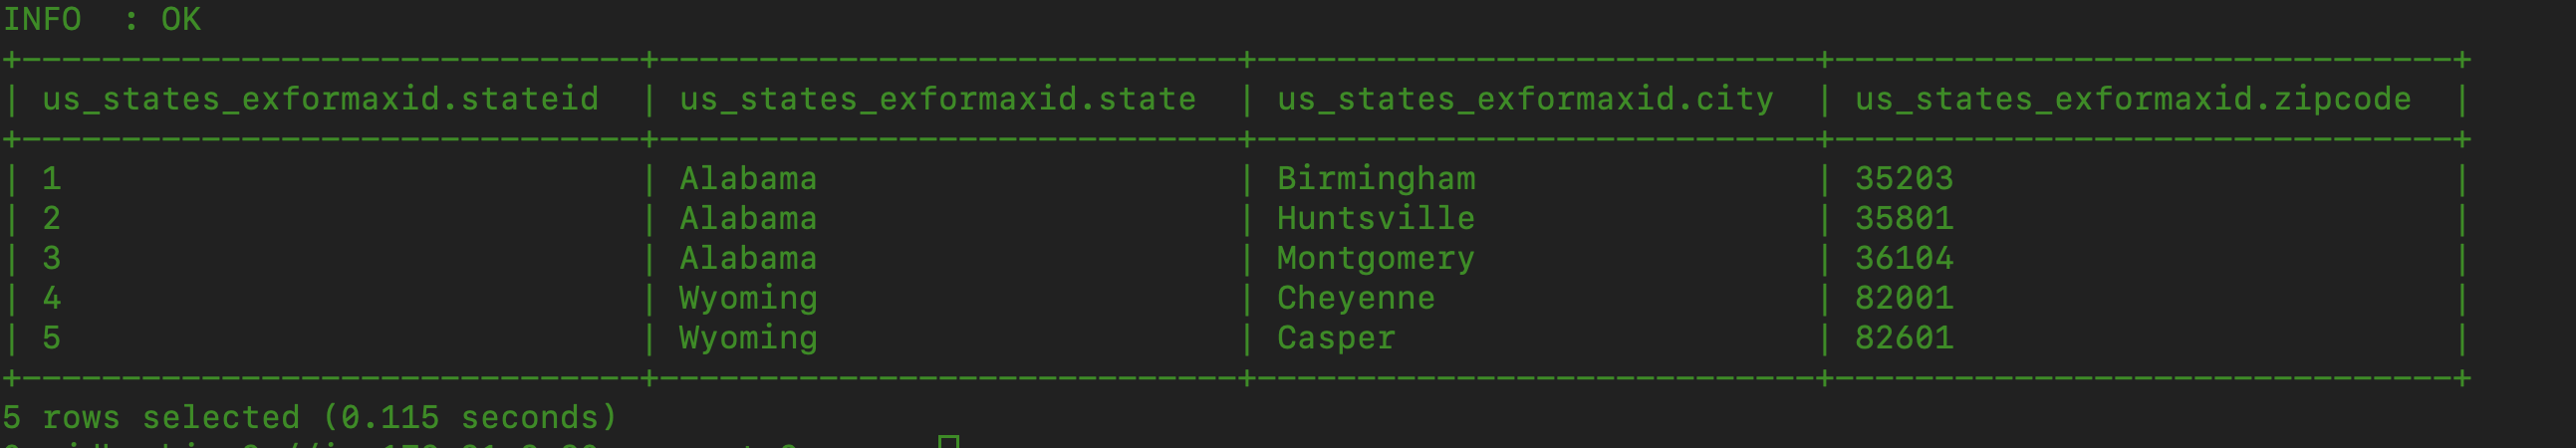 INFO  : OK
+-------------------------------+-----------------------------+----------------------------+-------------------------------+
| us_states_exformaxid.stateid  | us_states_exformaxid.state  | us_states_exformaxid.city  | us_states_exformaxid.zipcode  |
+-------------------------------+-----------------------------+----------------------------+-------------------------------+
| 1                             | Alabama                     | Birmingham                 | 35203                         |
| 2                             | Alabama                     | Huntsville                 | 35801                         |
| 3                             | Alabama                     | Montgomery                 | 36104                         |
| 4                             | Wyoming                     | Cheyenne                   | 82001                         |
| 5                             | Wyoming                     | Casper                     | 82601                         |
+-------------------------------+-----------------------------+----------------------------+-------------------------------+
5 rows selected (0.115 seconds)